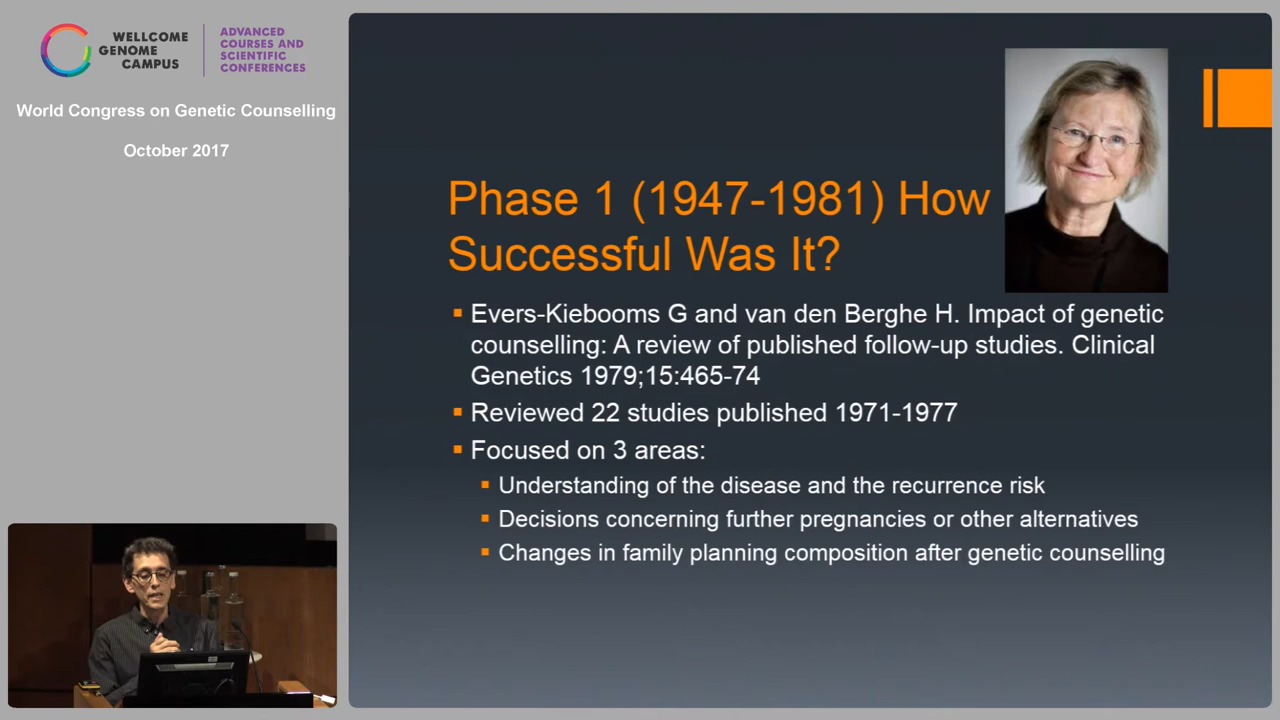 WELLCOME
GENOME
CAMPUS
ADVANCED
COURSES AND
SCIENTIFIC
CONFERENCES
World Congress on Genetic Counselling
October 2017
Phase 1 (1947-1981) How
Successful Was It?
Evers-Kiebooms G and van den Berghe H. Impact of genetic
counselling: A review of published follow-up studies. Clinical
Genetics 1979;15:465-74
Reviewed 22 studies published 1971-1977
Focused on 3 areas:
Understanding of the disease and the recurrence risk
Decisions concerning further pregnancies or other alternatives
Changes in family planning composition after genetic counselling